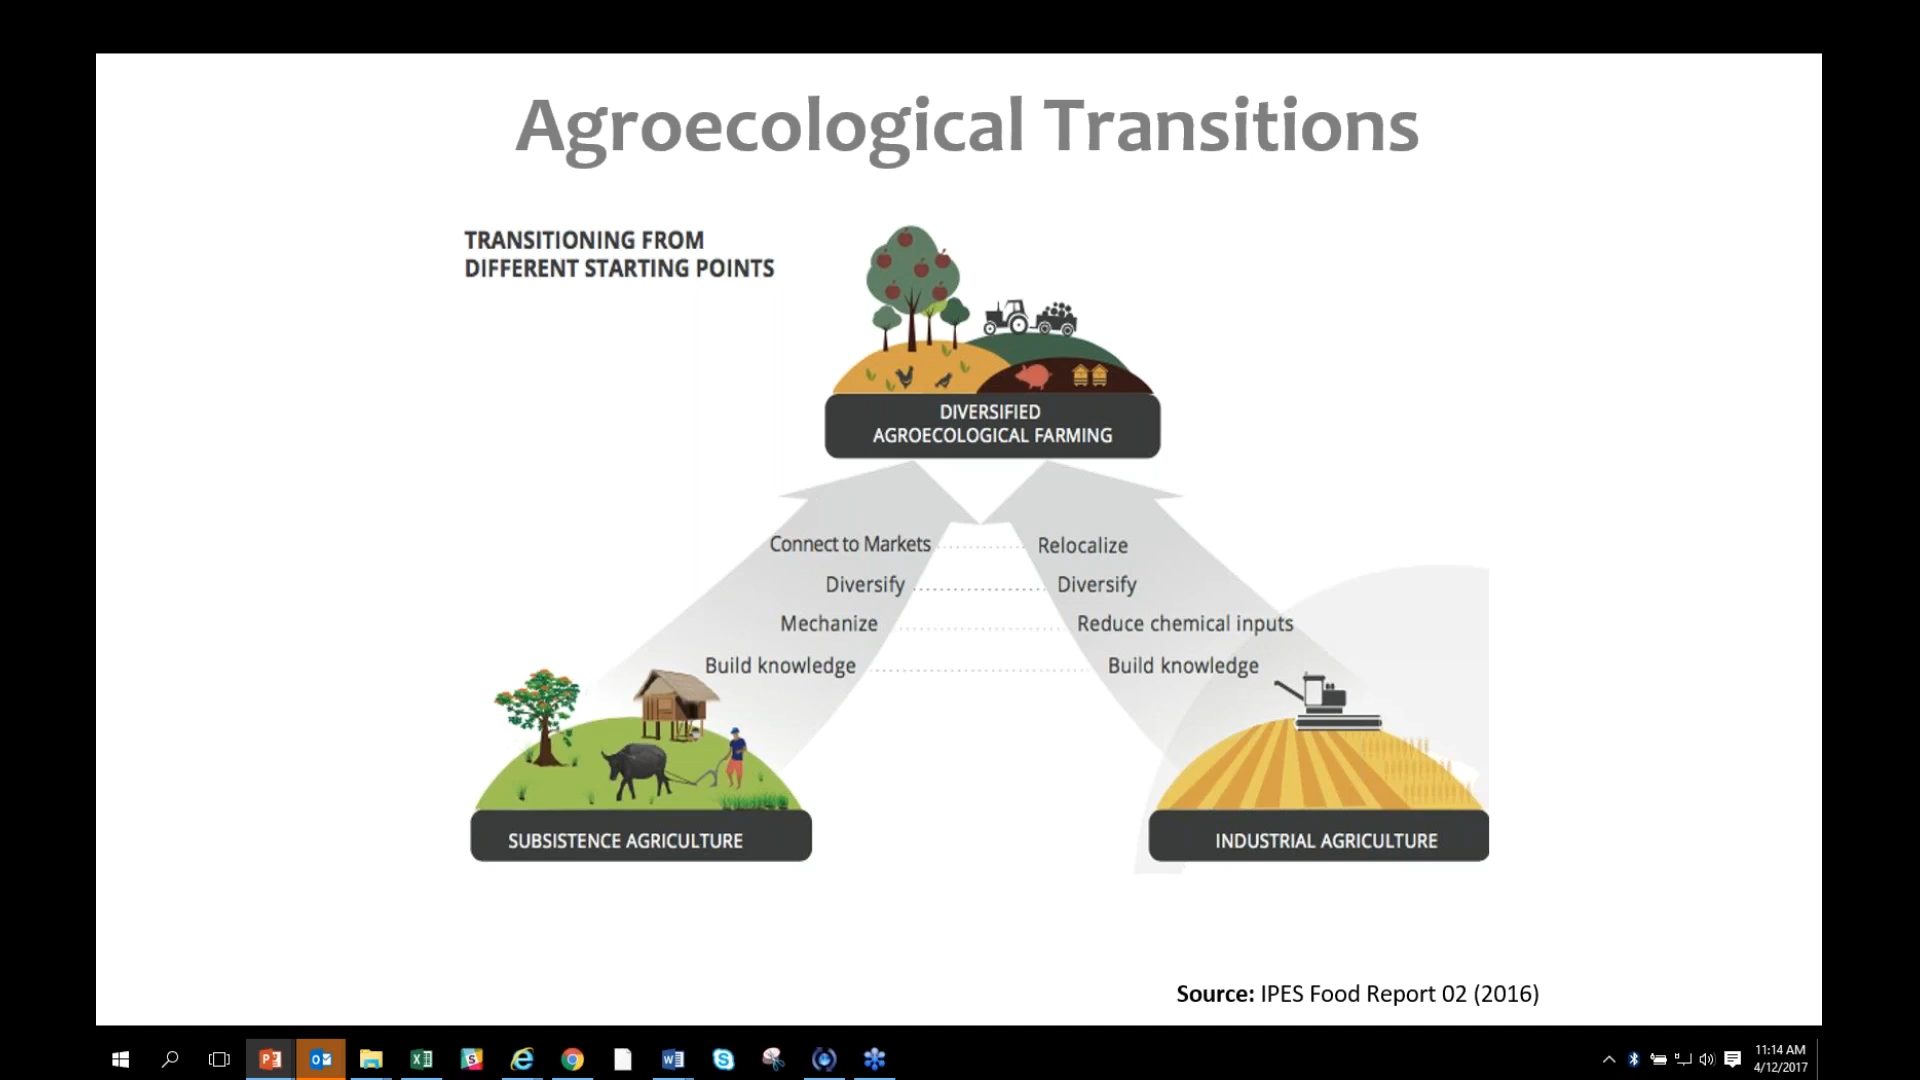 Agroecological Transitions
TRANSITIONING FROM
DIFFERENT STARTING POINTS
DIVERSIFIED
AGROECOLOGICAL FARMING
Connect to Markets
Relocalize
Diversify
Diversify
Mechanize
Reduce chemical inputs
Build knowledge
Build knowledge
SUBSISTENCE AGRICULTURE
INDUSTRIAL AGRICULTURE
Source: IPES Food Report 02 (2016)
11:14 AM
4/12/2017